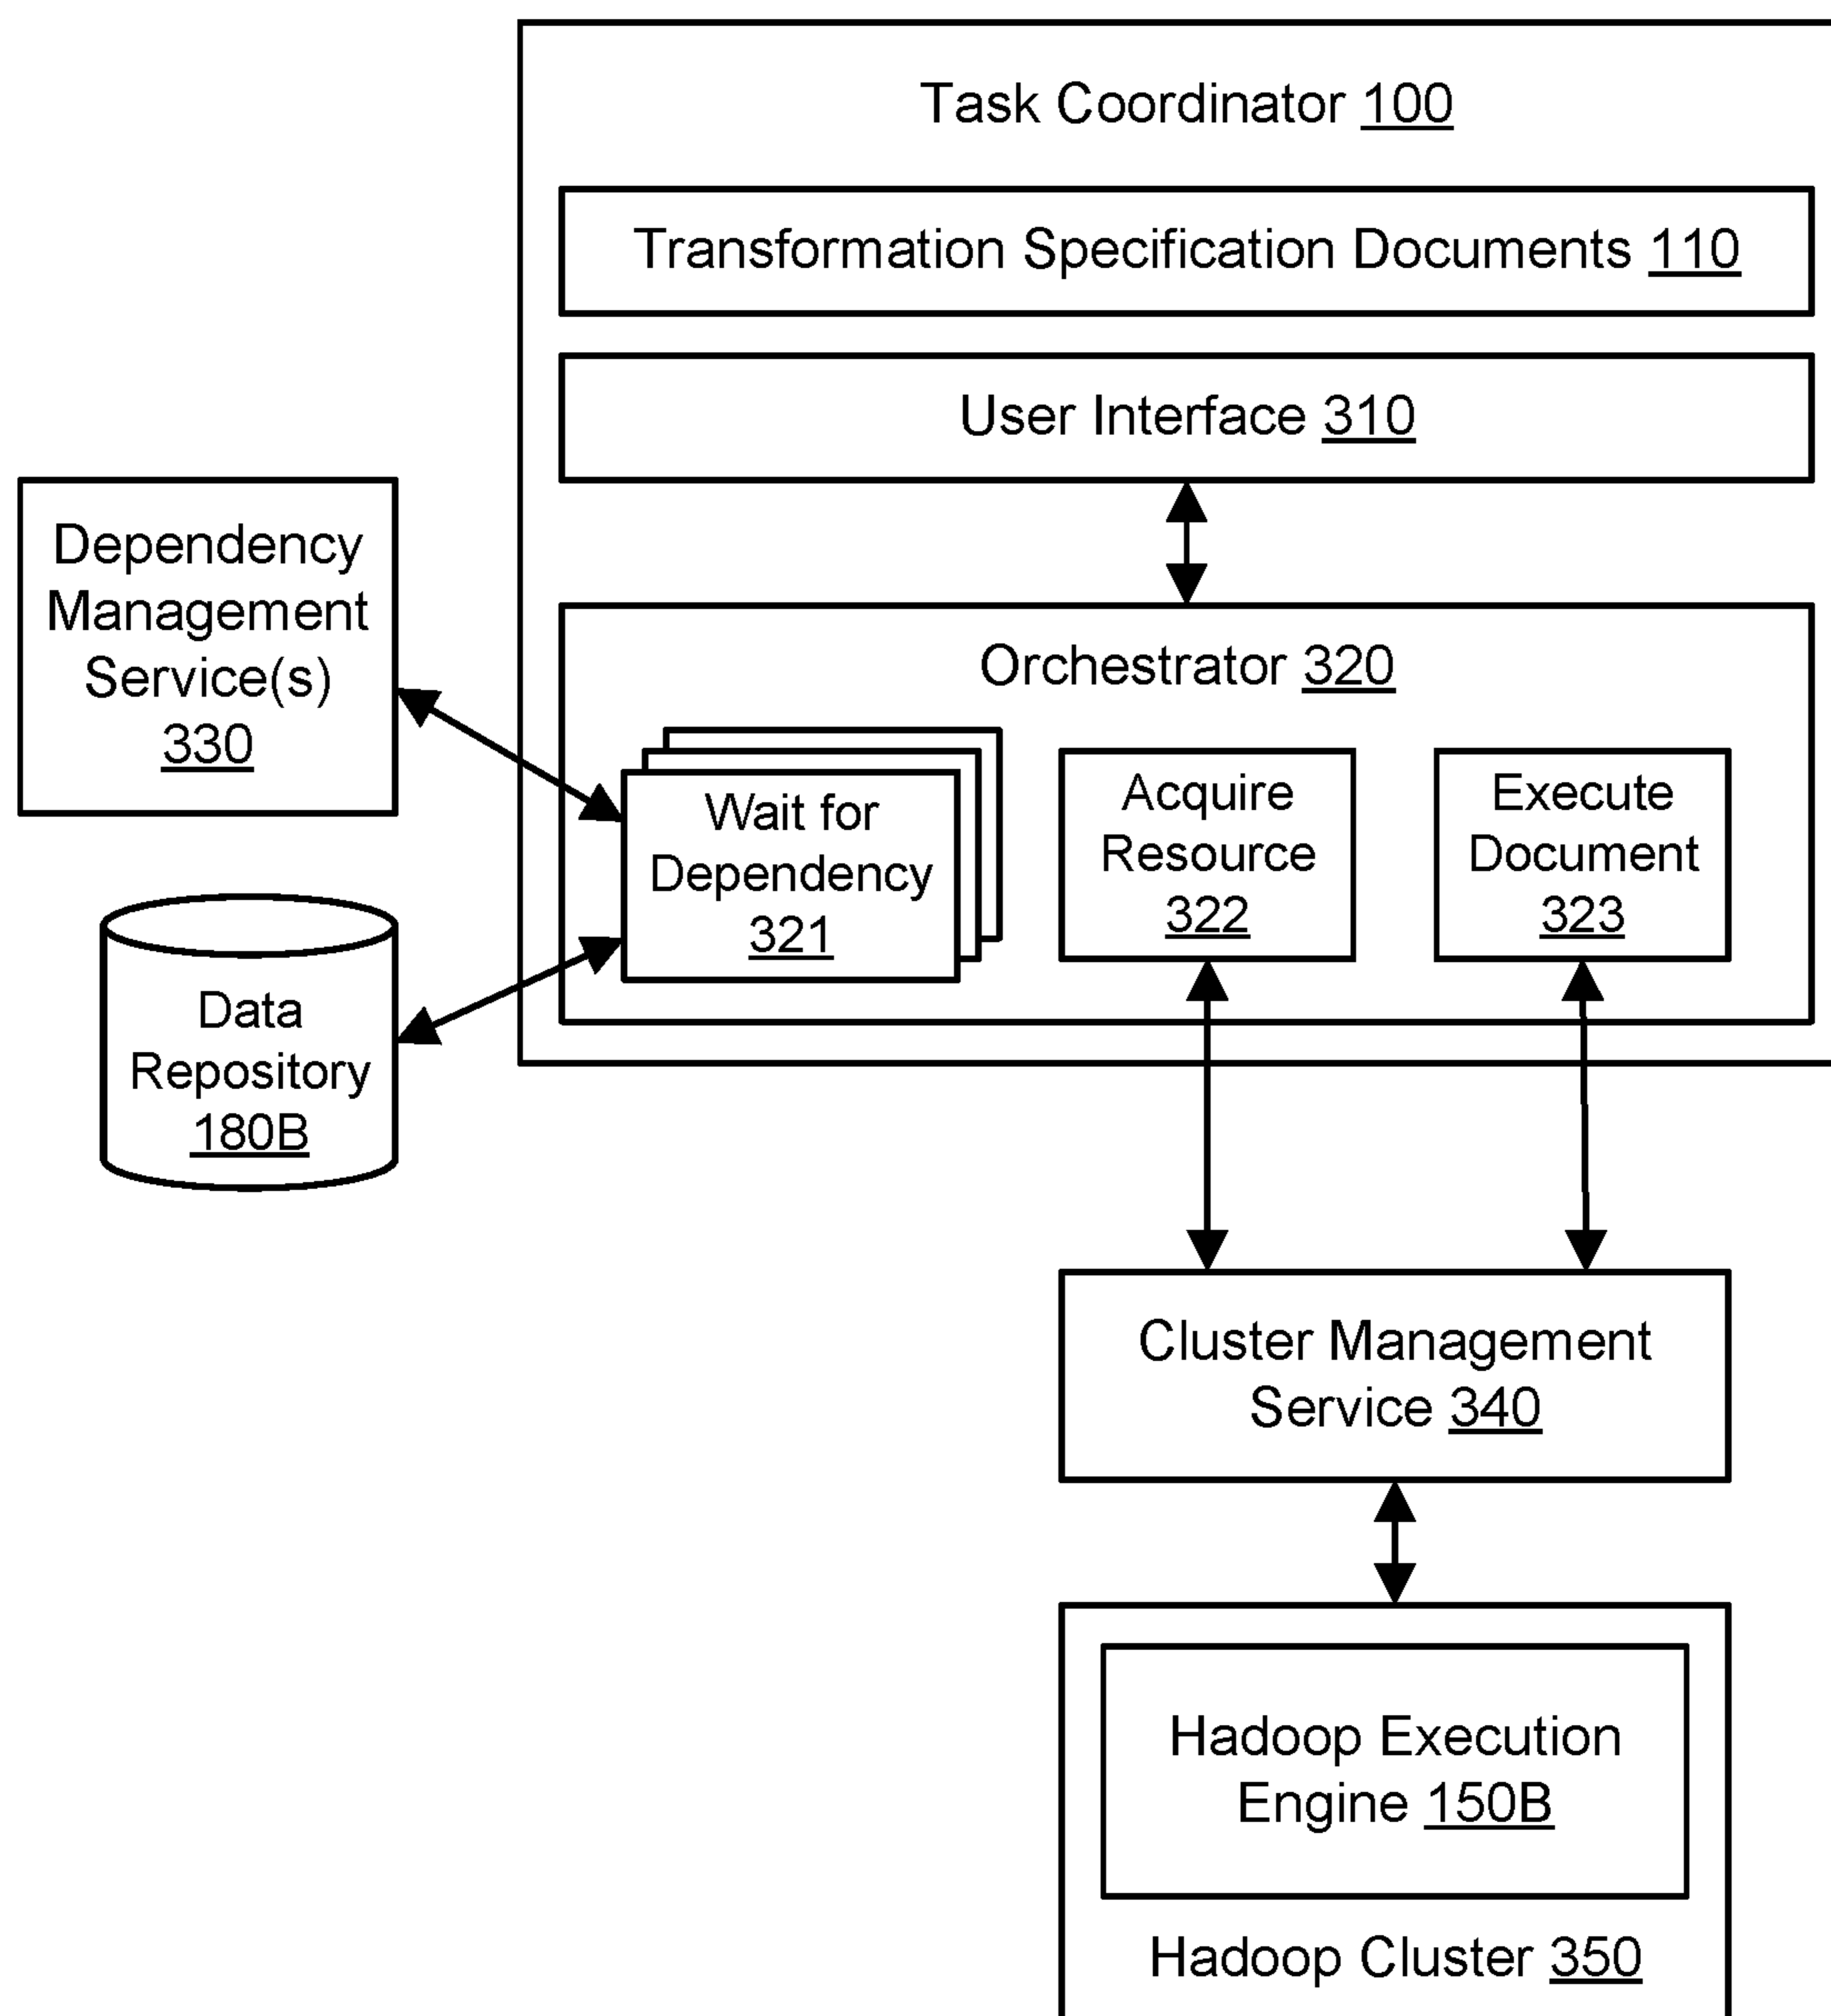 Task Coordinator 100
Transformation Specification Documents 110
User Interface 310
Dependency
Management
Service(s)
330
Orchestrator 320
Wait for
Dependency
321
Acquire
Resource
322
Execute
Document
323
Data
Repository
180B
Cluster Management
Service 340
Hadoop Execution
Engine 150B
Hadoop Cluster 350